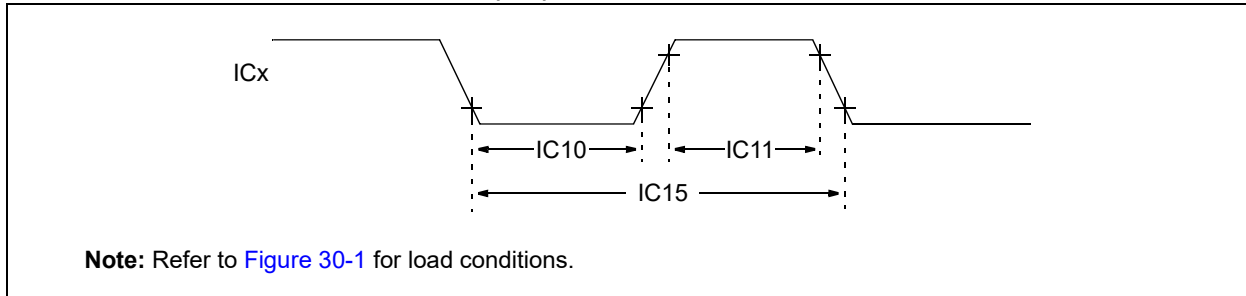 ICx
IC10
IC11
IC15
Note: Refer to Figure 30-1 for load conditions.